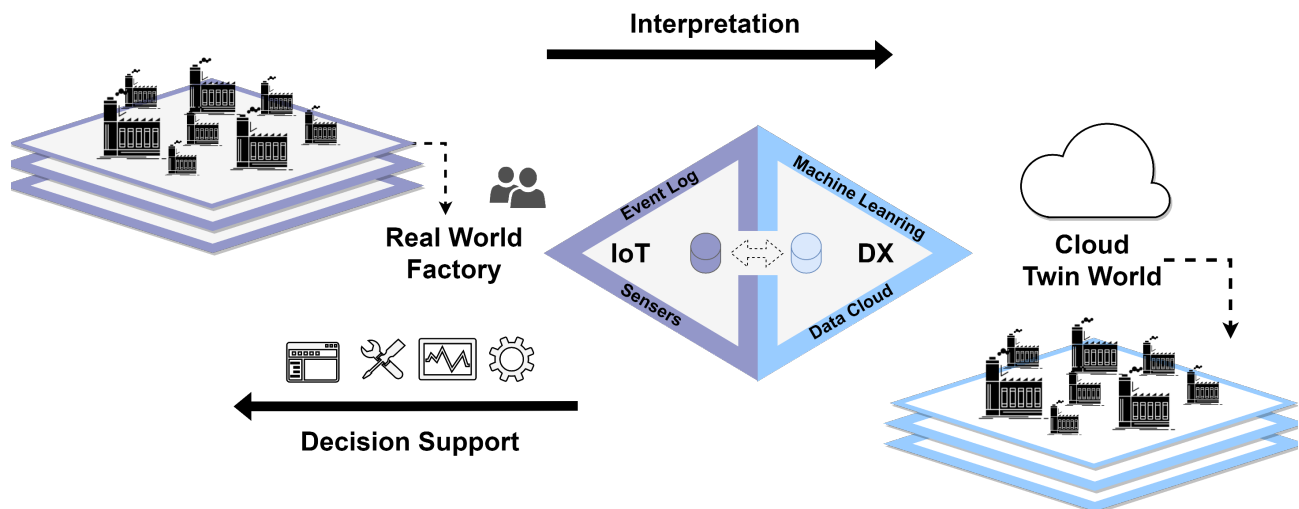 Interpretation
Real World
Factory
Event Log
IoT
Sensers
Machine Leanring
DX
Data Cloud
Cloud
Twin World
Decision Support